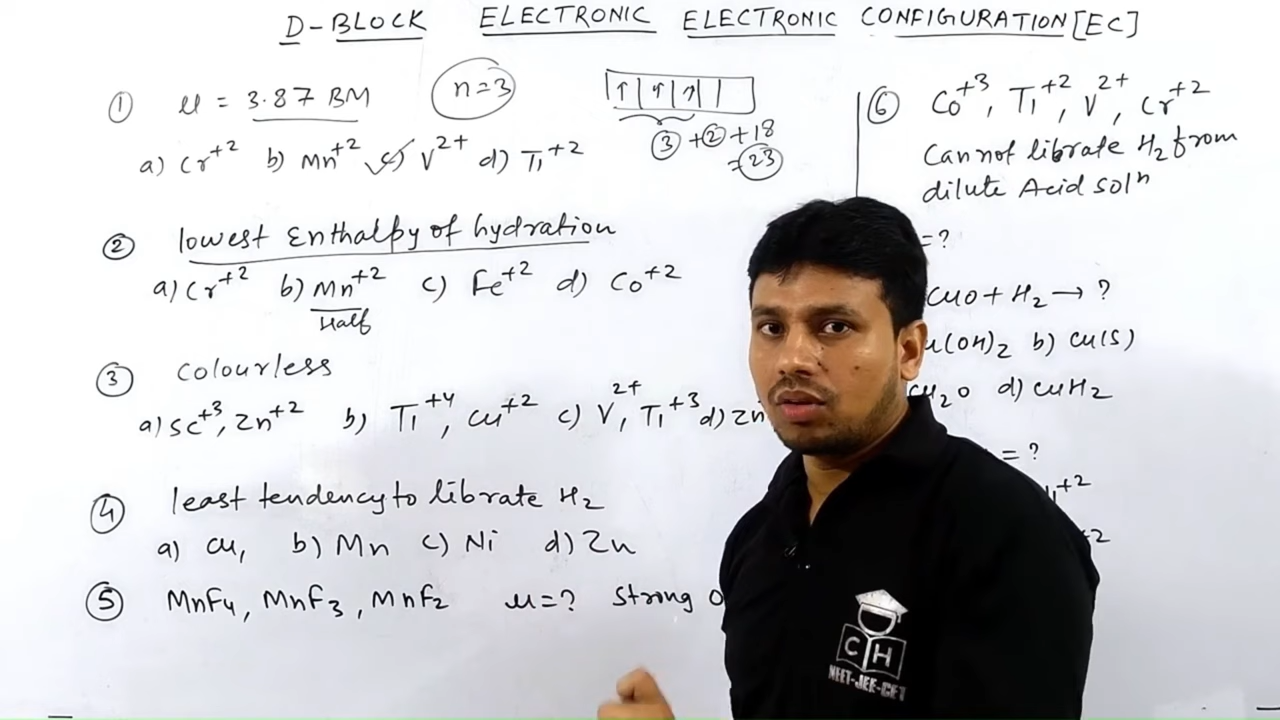 D-BLOCK ELECTRONIC ELECTRONIC CONFIGURATION [EC]
① μ = 3.87 BM n=3
↑ ↑ ↑
③ + ② + 18
= 23
a) Cr+2 b) Mn+2 ✓c) V2+ d) Ti+2
② lowest Enthalpy of hydration
a) Cr+2 b) Mn+2 c) Fe+2 d) Co+2
Half
③ colourless
a) Sc+3, Zn+2 b) Ti+4, Cu+2 c) V2+, Ti+3 d) Zn
④ least tendency to librate H2
a) Cu, b) Mn c) Ni d) Zn
⑤ MnF4, MnF3, MnF2 μ=? Strong
⑥ Co+3, Ti+2, V2+, Cr+2
Cannot librate H2 from
dilute Acid soln
=?
CuO + H2 → ?
(OH)2 b) Cu(s)
d) CuH2
= ?
+2
+2
CH
NEET-JEE-CET